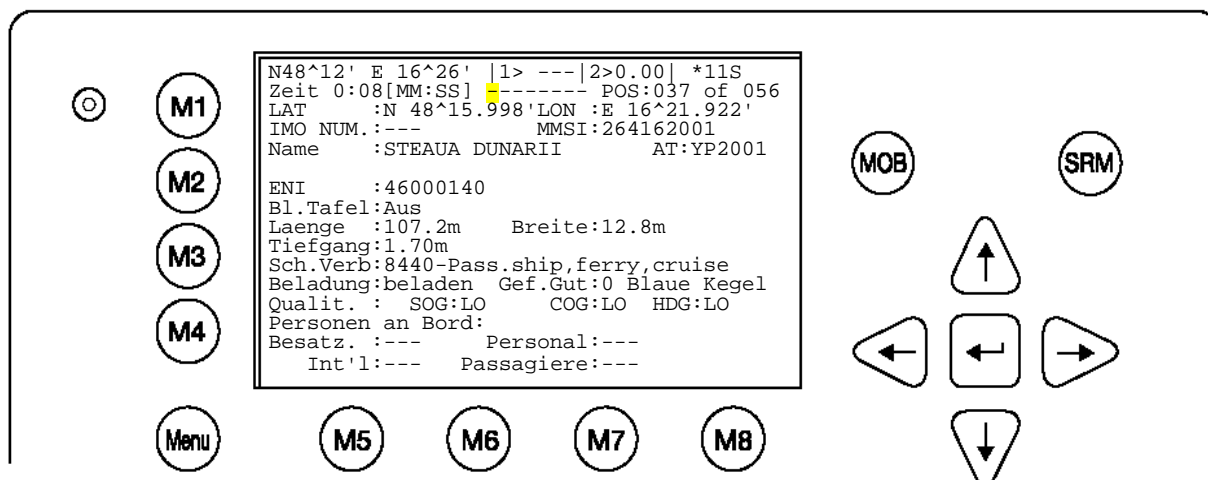 N48^12' E 16^26' |1> ---|2>0.00| *11S
Zeit 0:08[MM:SS] -------- POS:037 of 056
LAT :N 48^15.998'LON :E 16^21.922'
IMO NUM.:--- MMSI:264162001
Name :STEAUA DUNARII AT:YP2001
ENI :46000140
Bl.Tafel:Aus
Laenge :107.2m Breite:12.8m
Tiefgang:1.70m
Sch.Verb:8440-Pass.ship,ferry,cruise
Beladung:beladen Gef.Gut:0 Blaue Kegel
Qualit. : SOG:LO COG:LO HDG:LO
Personen an Bord:
Besatz. :--- Personal:---
Int'l:--- Passagiere:---
M1
M2
M3
M4
Menu
M5
M6
M7
M8
MOB
SRM